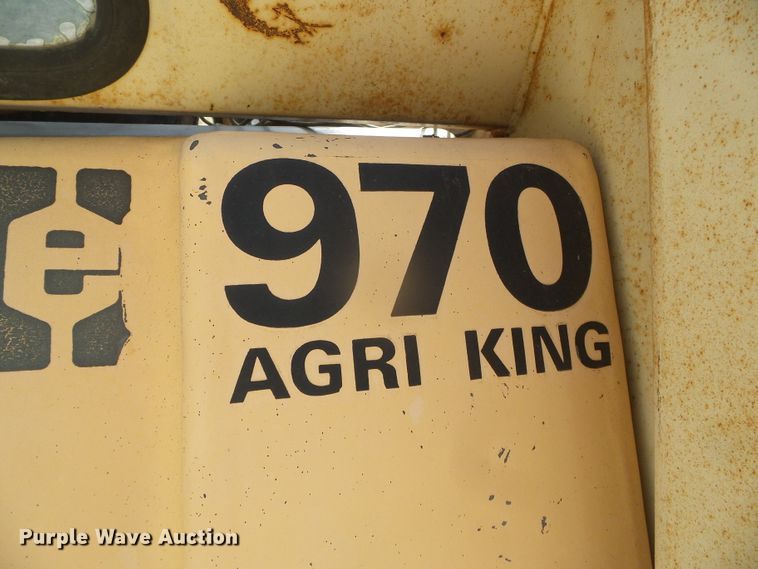 e
970
AGRI KING
Purple Wave Auction